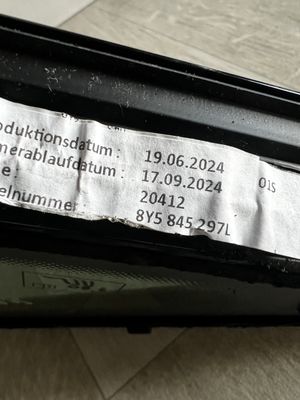 oduktionsdatum : 19.06.2024 01S
merablaufdatum : 17.09.2024
e : 20412
elnummer : 8Y5 845 297L